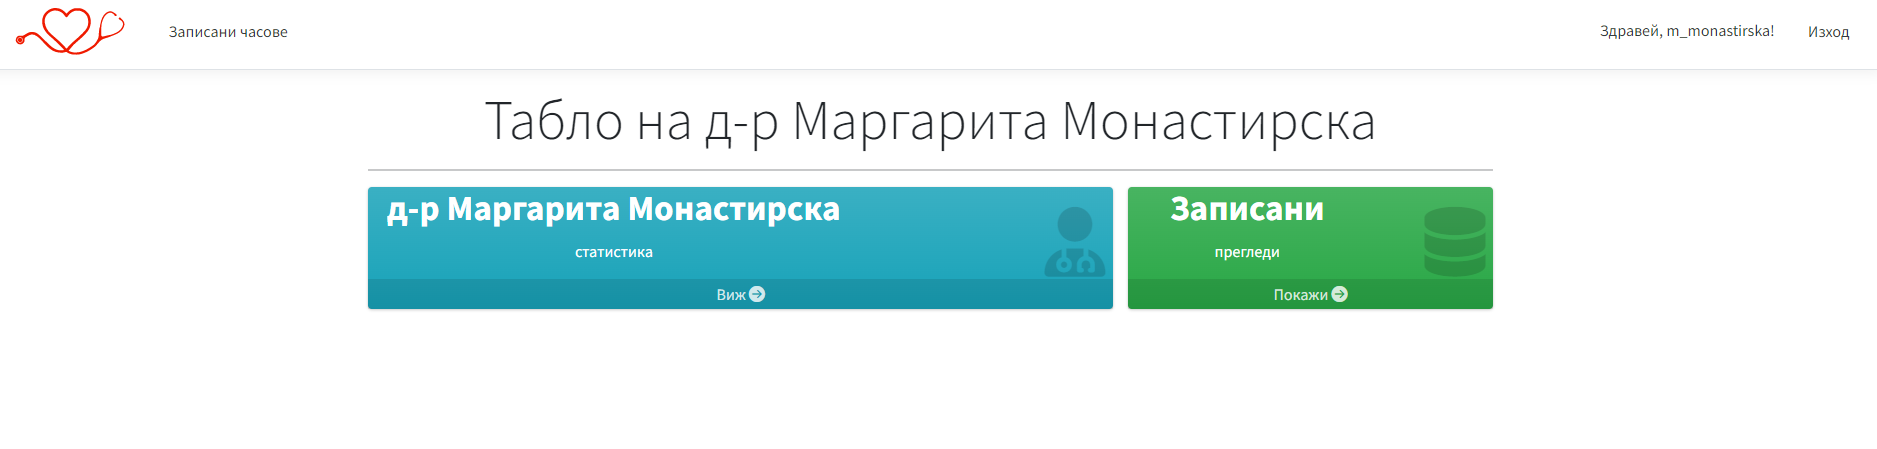 Записани часове
Здравей, m_monastirska!
Изход
Табло на д-р Маргарита Монастирска
д-р Маргарита Монастирска
статистика
Виж
Записани
прегледи
Покажи